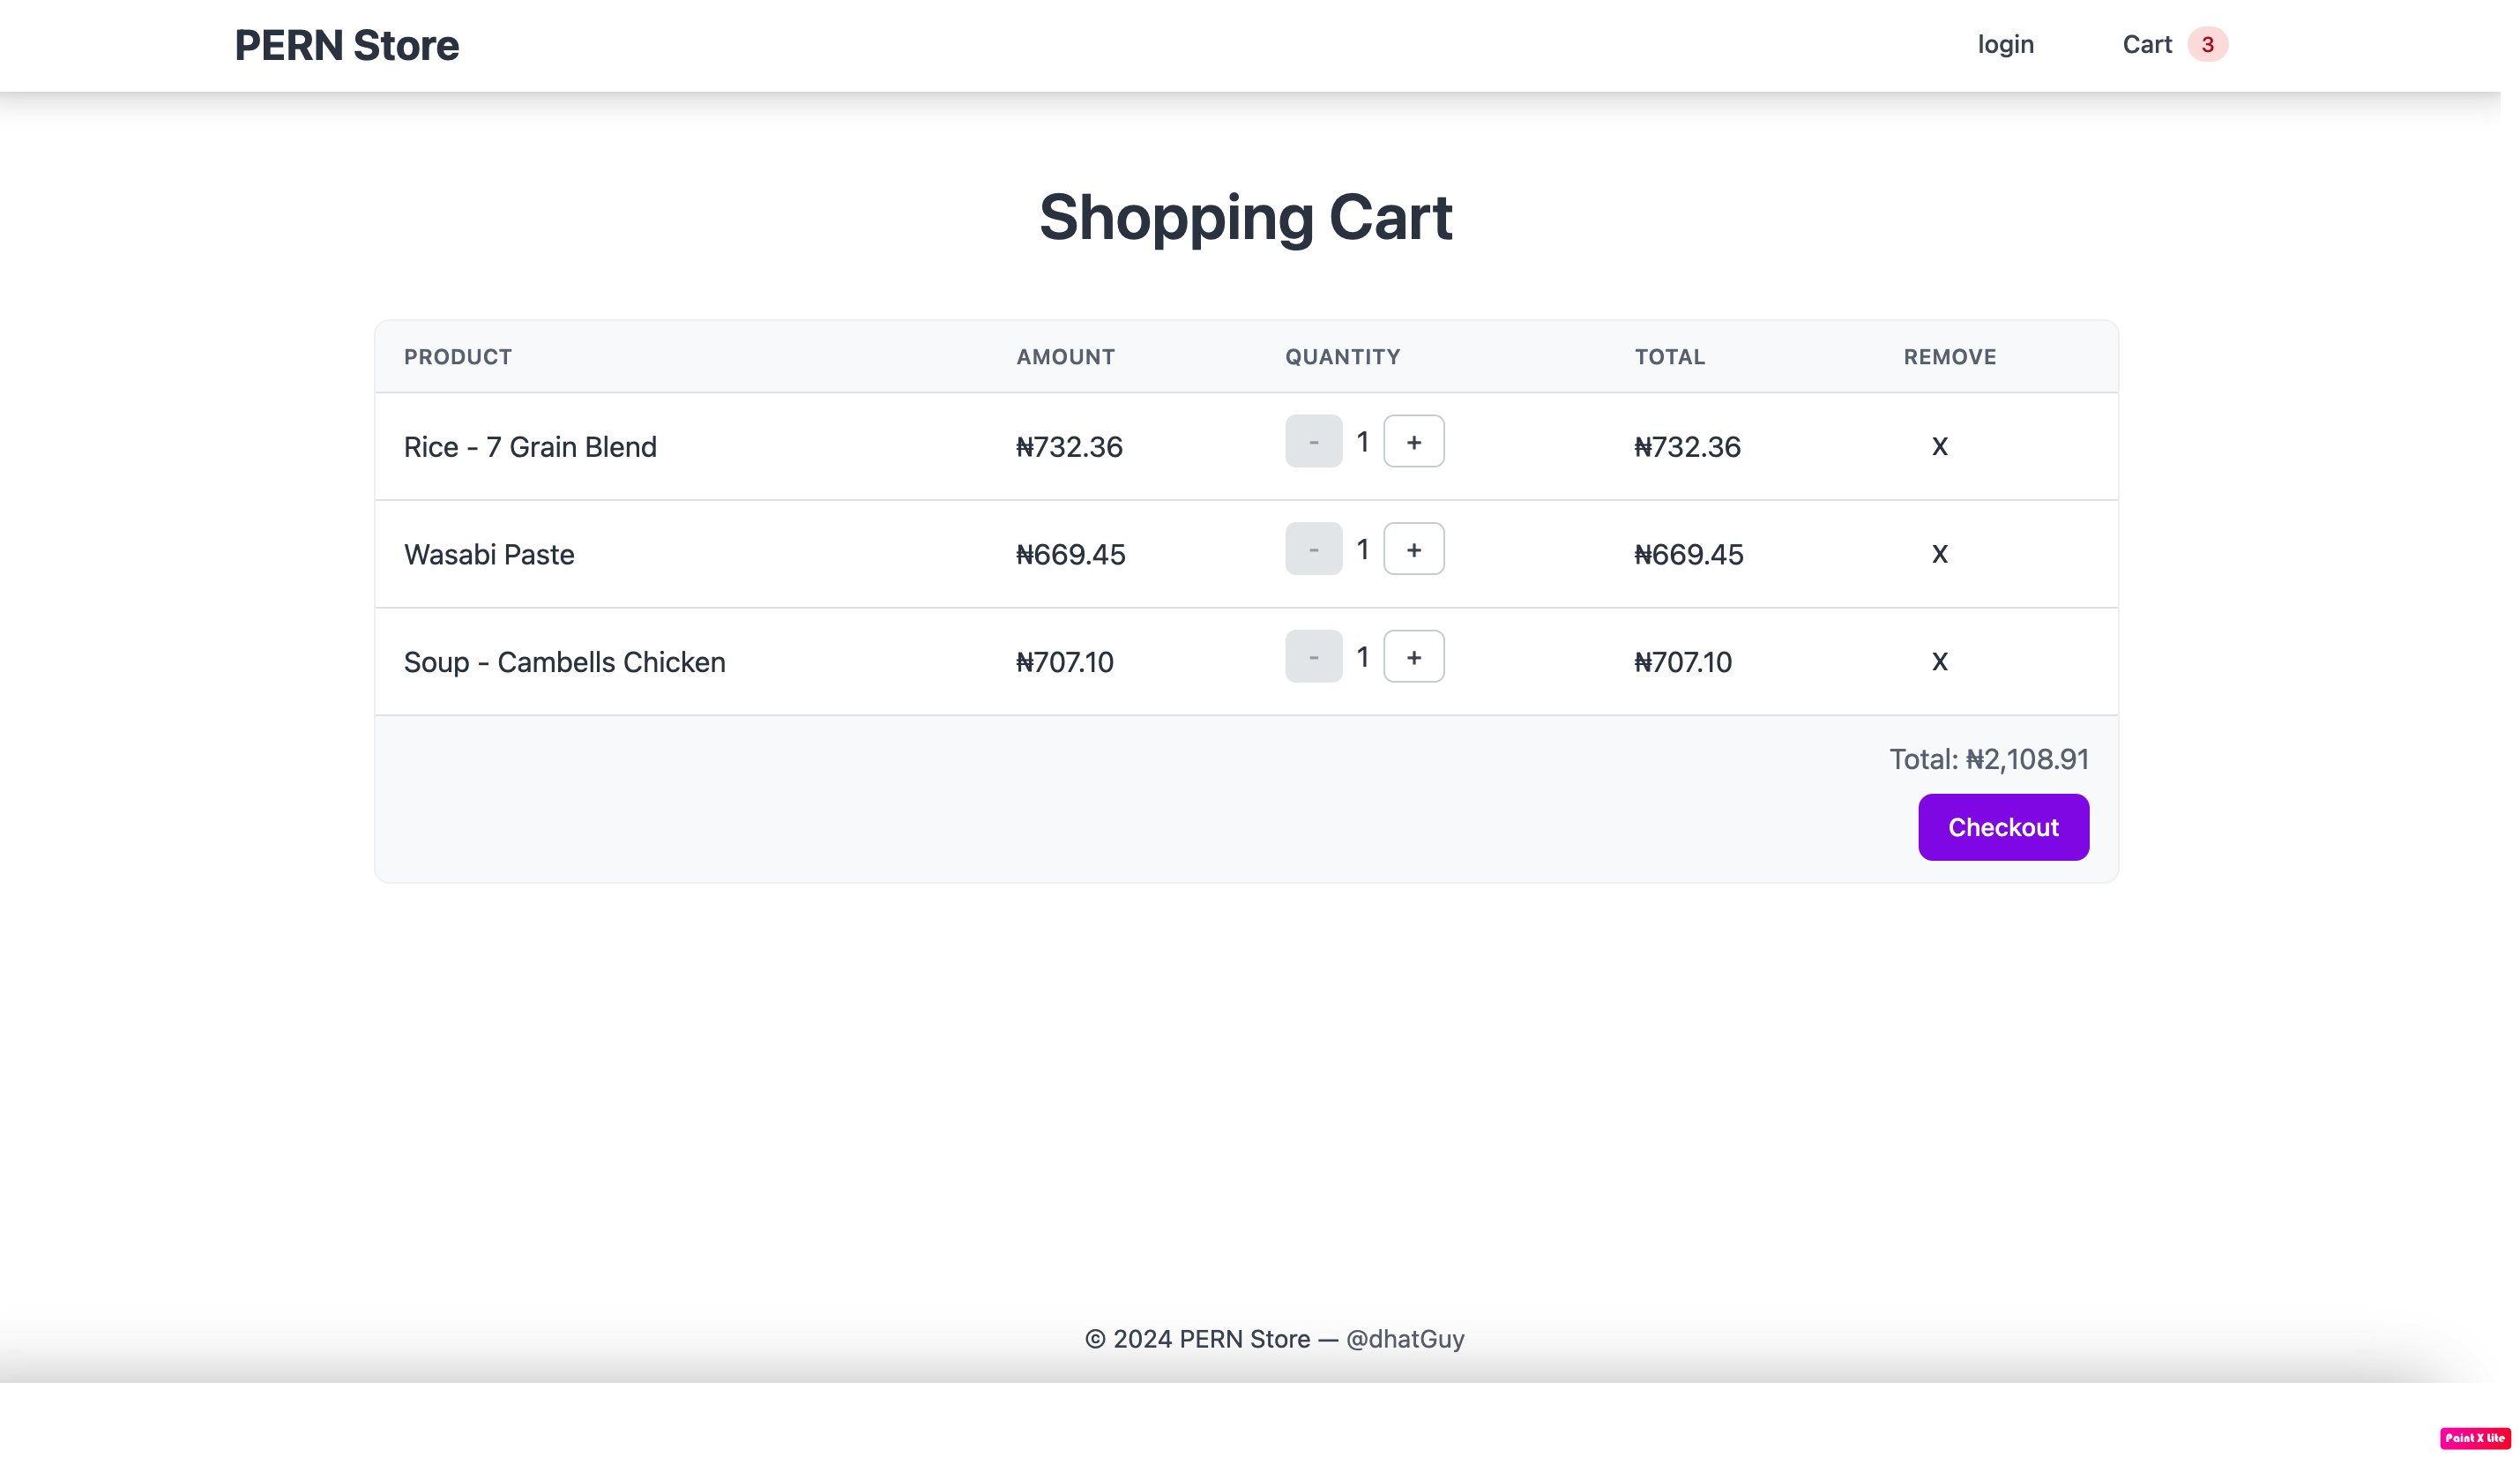 PERN Store login Cart 3
Shopping Cart
PRODUCT AMOUNT QUANTITY TOTAL REMOVE
Rice - 7 Grain Blend ₦732.36 - 1 + ₦732.36 X
Wasabi Paste ₦669.45 - 1 + ₦669.45 X
Soup - Cambells Chicken ₦707.10 - 1 + ₦707.10 X
Total: ₦2,108.91
Checkout
© 2024 PERN Store — @dhatGuy
Paint X Lite